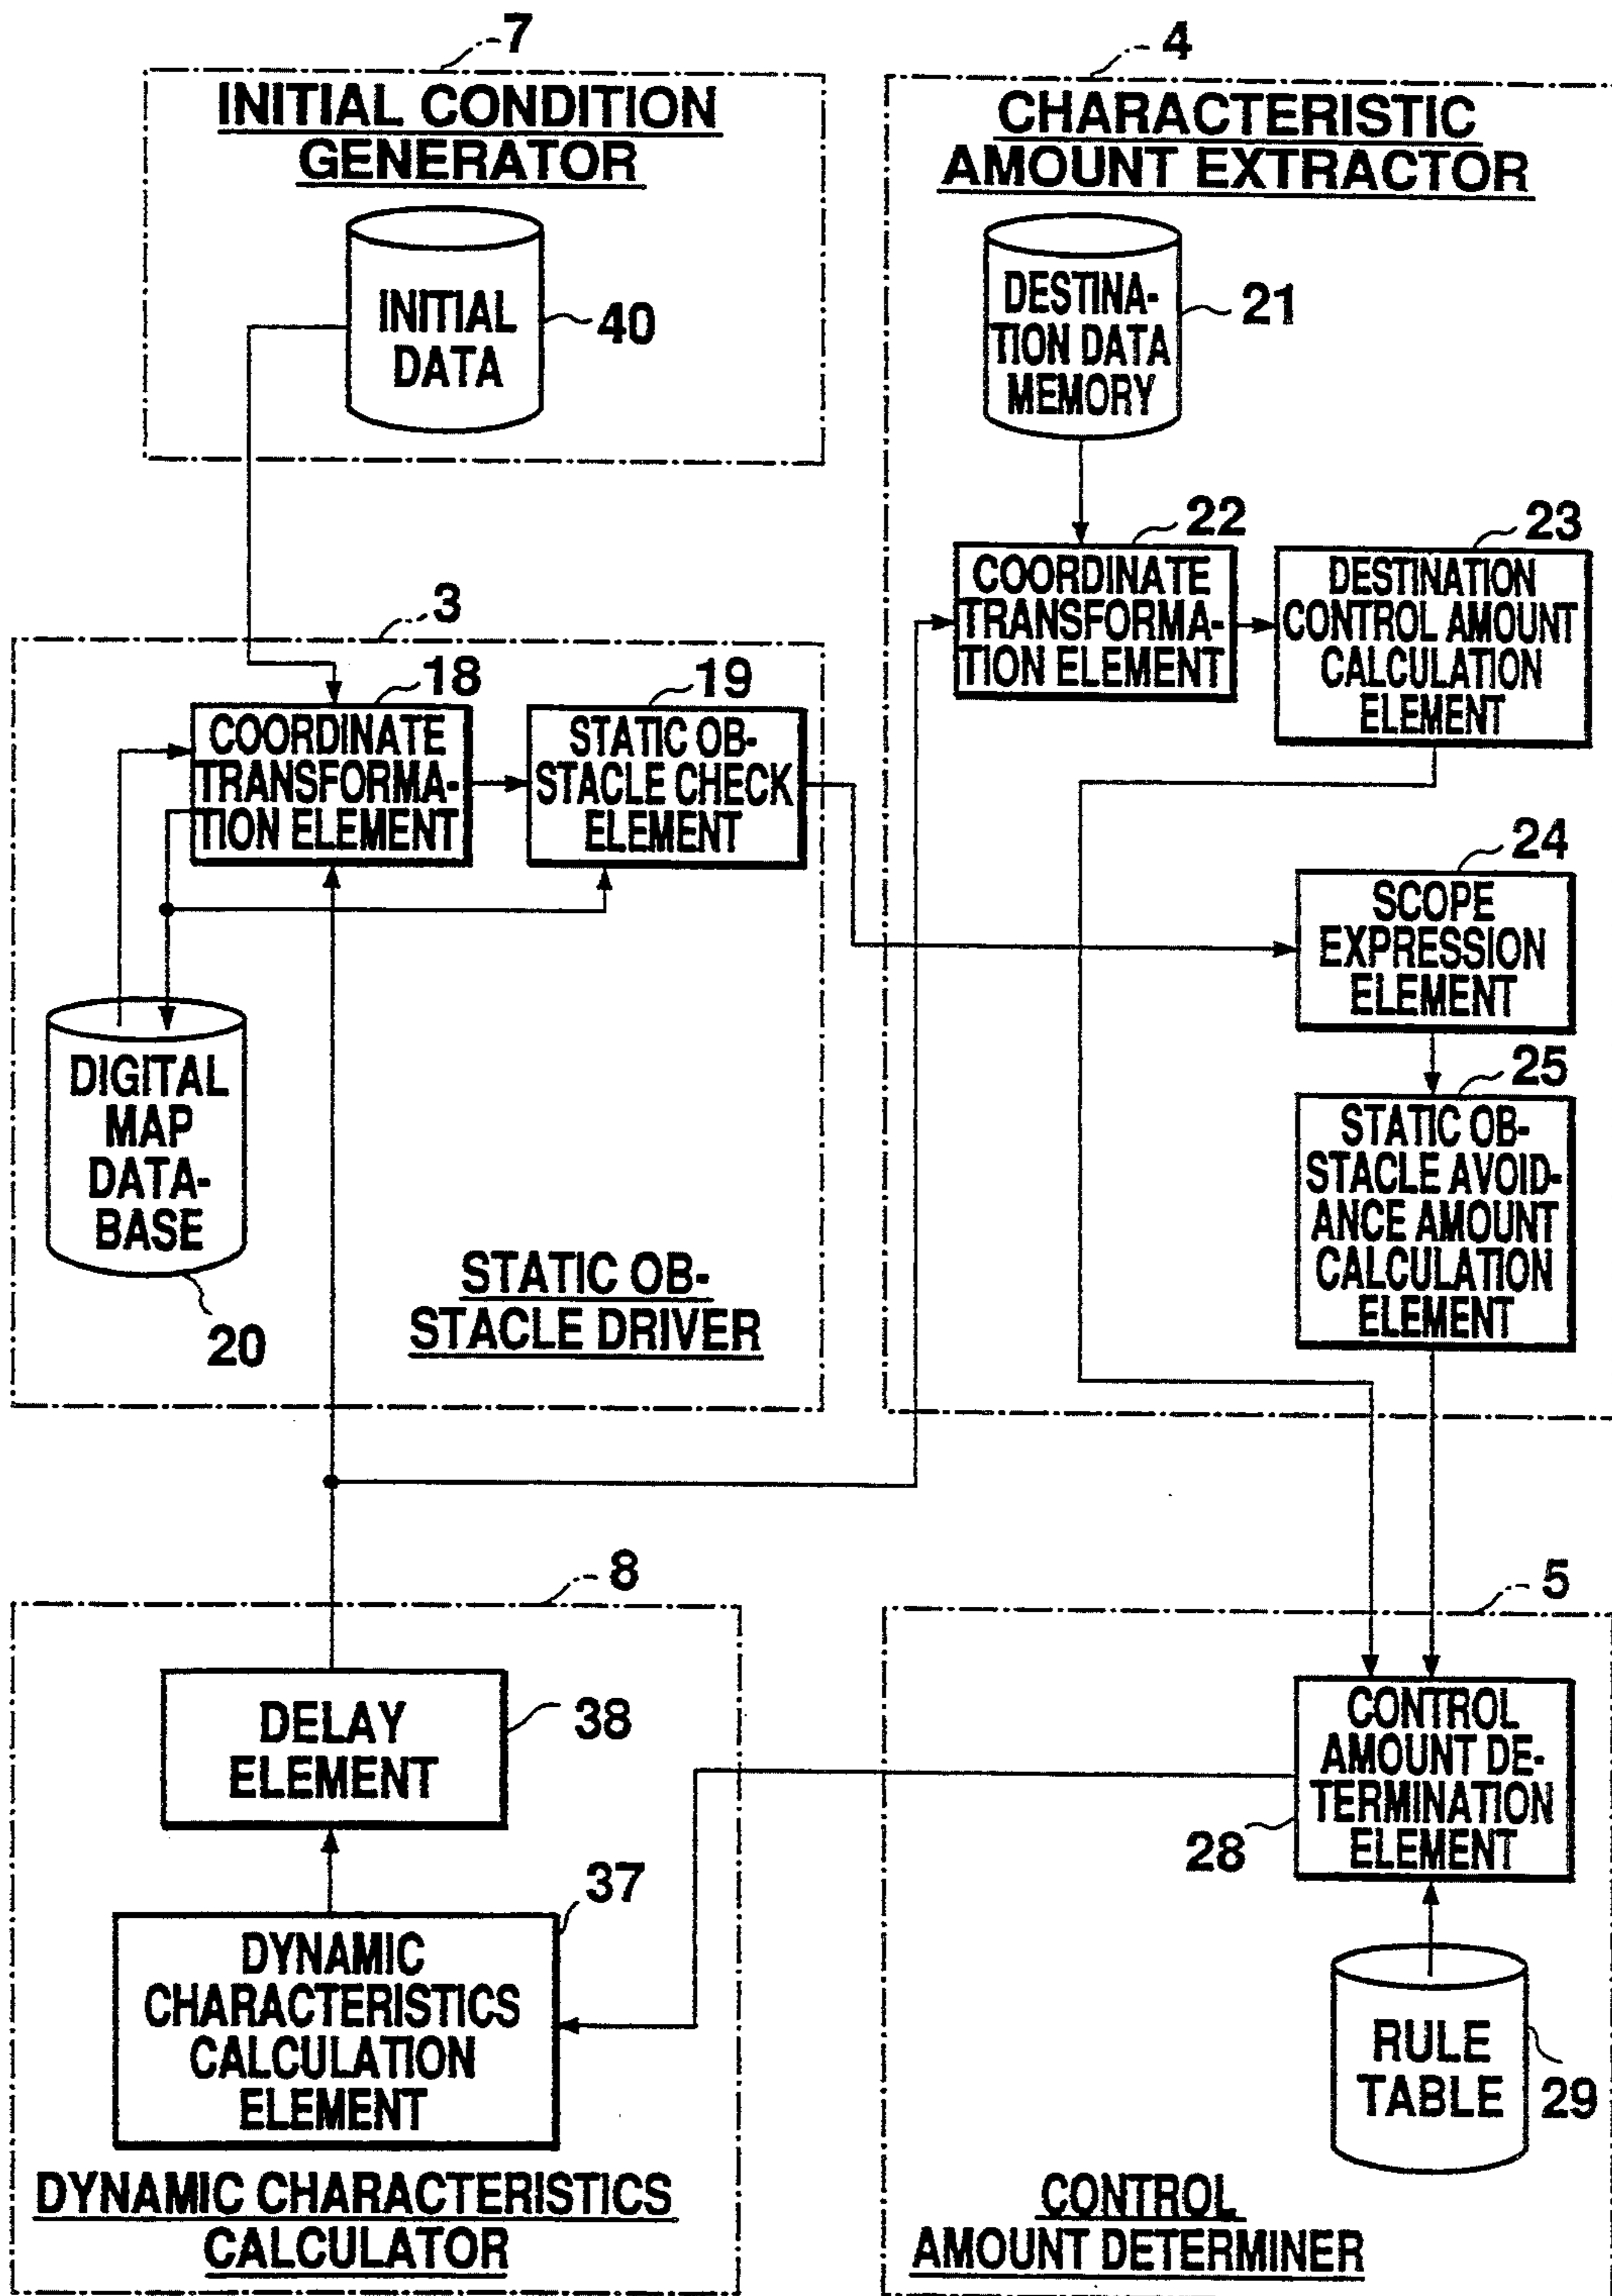 7
INITIAL CONDITION
GENERATOR
INITIAL
DATA
40
4
CHARACTERISTIC
AMOUNT EXTRACTOR
DESTINA-
TION DATA
MEMORY
21
22
COORDINATE
TRANSFORMA-
TION ELEMENT
23
DESTINATION
CONTROL AMOUNT
CALCULATION
ELEMENT
3
18
COORDINATE
TRANSFORMA-
TION ELEMENT
19
STATIC OB-
STACLE CHECK
ELEMENT
24
SCOPE
EXPRESSION
ELEMENT
DIGITAL
MAP
DATA-
BASE
20
STATIC OB-
STACLE DRIVER
25
STATIC OB-
STACLE AVOID-
ANCE AMOUNT
CALCULATION
ELEMENT
8
DELAY
ELEMENT
38
37
DYNAMIC
CHARACTERISTICS
CALCULATION
ELEMENT
DYNAMIC CHARACTERISTICS
CALCULATOR
5
CONTROL
AMOUNT DE-
TERMINATION
ELEMENT
28
RULE
TABLE
29
CONTROL
AMOUNT DETERMINER